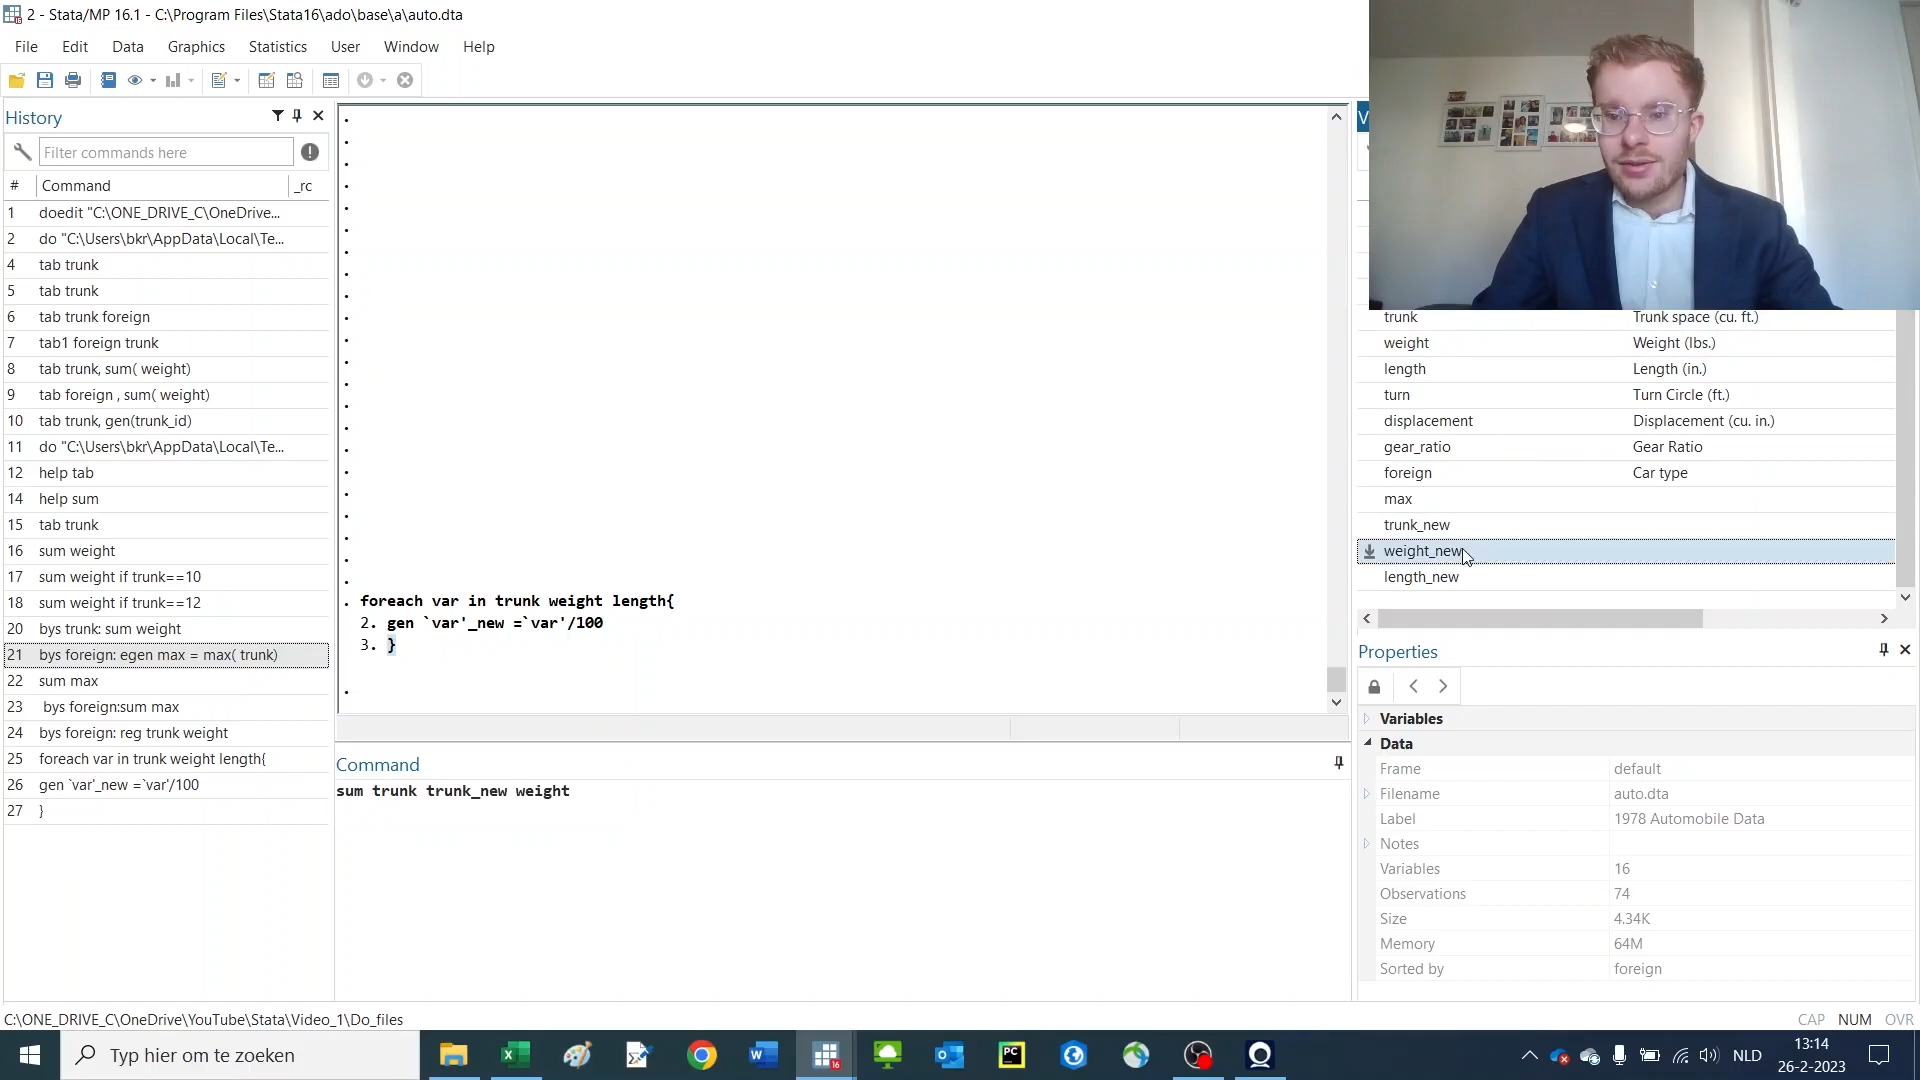 2 - Stata/MP 16.1 - C:\Program Files\Stata16\ado\base\a\auto.dta
File Edit Data Graphics Statistics User Window Help
History
Filter commands here
# Command _rc
1 doedit "C:\ONE_DRIVE_C\OneDrive...
2 do "C:\Users\bkr\AppData\Local\Te...
4 tab trunk
5 tab trunk
6 tab trunk foreign
7 tab1 foreign trunk
8 tab trunk, sum( weight)
9 tab foreign , sum( weight)
10 tab trunk, gen(trunk_id)
11 do "C:\Users\bkr\AppData\Local\Te...
12 help tab
14 help sum
15 tab trunk
16 sum weight
17 sum weight if trunk==10
18 sum weight if trunk==12
20 bys trunk: sum weight
21 bys foreign: egen max = max( trunk)
22 sum max
23 bys foreign:sum max
24 bys foreign: reg trunk weight
25 foreach var in trunk weight length{
26 gen `var'_new =`var'/100
27 }
. foreach var in trunk weight length{
2. gen `var'_new =`var'/100
3. }
.
Command
sum trunk trunk_new weight
V
trunk Trunk space (cu. ft.)
weight Weight (lbs.)
length Length (in.)
turn Turn Circle (ft.)
displacement Displacement (cu. in.)
gear_ratio Gear Ratio
foreign Car type
max
trunk_new
weight_new
length_new
Properties
Variables
Data
Frame default
Filename auto.dta
Label 1978 Automobile Data
Notes
Variables 16
Observations 74
Size 4.34K
Memory 64M
Sorted by foreign
C:\ONE_DRIVE_C\OneDrive\YouTube\Stata\Video_1\Do_files
CAP NUM OVR
Typ hier om te zoeken
16
PC
NLD
13:14
26-2-2023